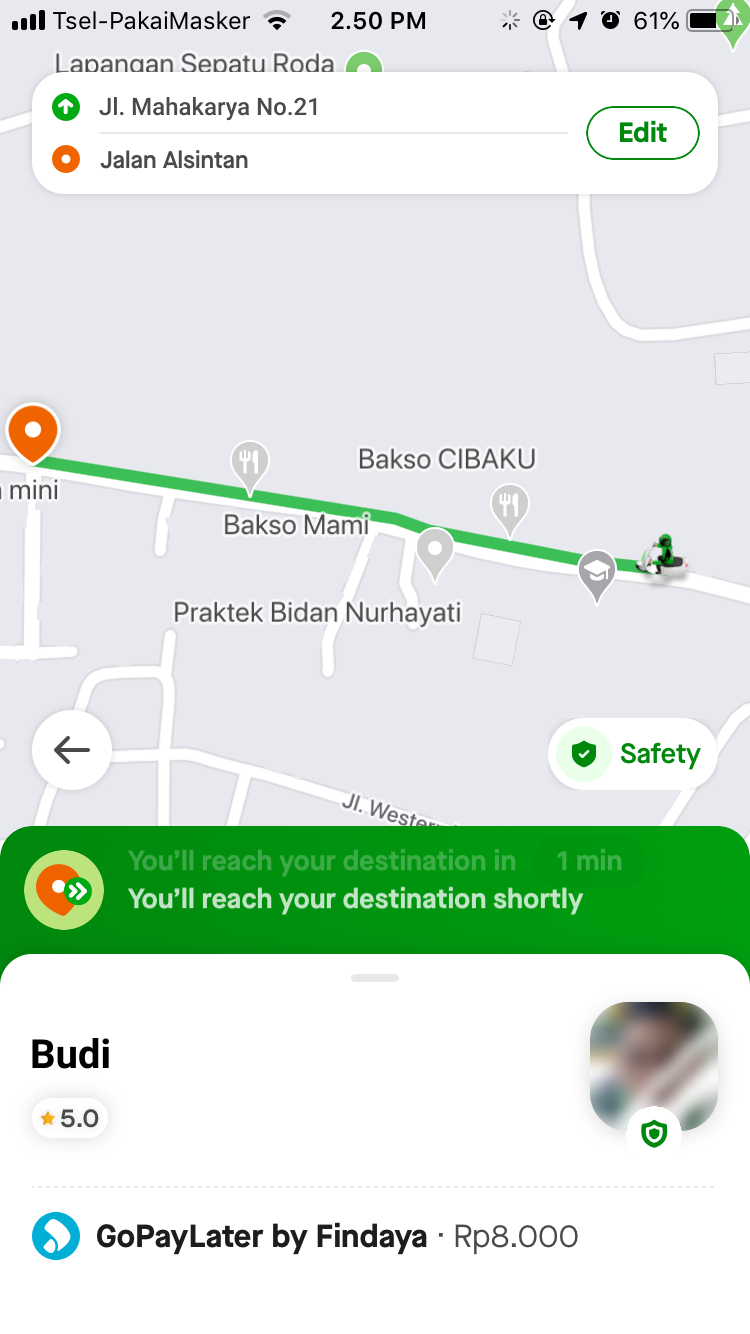 Tsel-PakaiMasker 2.50 PM 61%
Lapangan Sepatu Roda
Jl. Mahakarya No.21
Edit
Jalan Alsintan
Bakso CIBAKU
mini
Bakso Mami
Praktek Bidan Nurhayati
Safety
Jl. Wester
You'll reach your destination in 1 min
You'll reach your destination shortly
Budi
5.0
GoPayLater by Findaya · Rp8.000